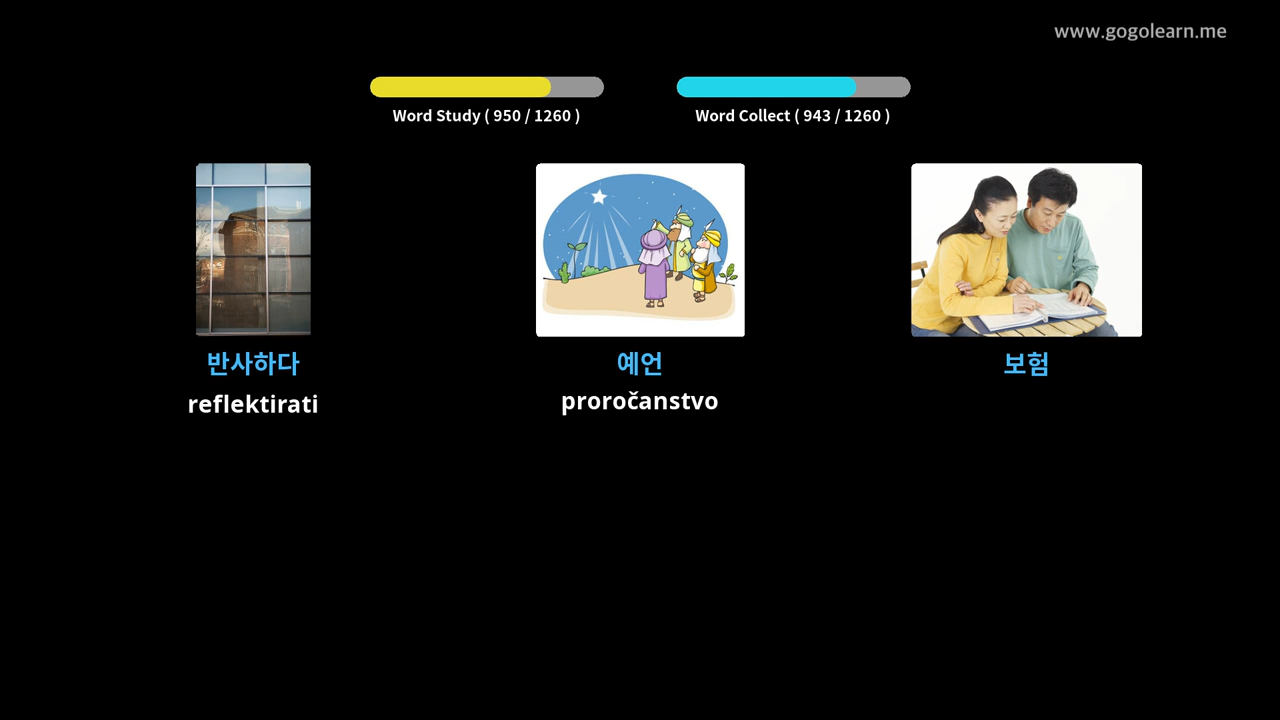 www.gogolearn.me
Word Study ( 950 / 1260 )
Word Collect ( 943 / 1260 )
반사하다
예언
보험
reflektirati
proročanstvo